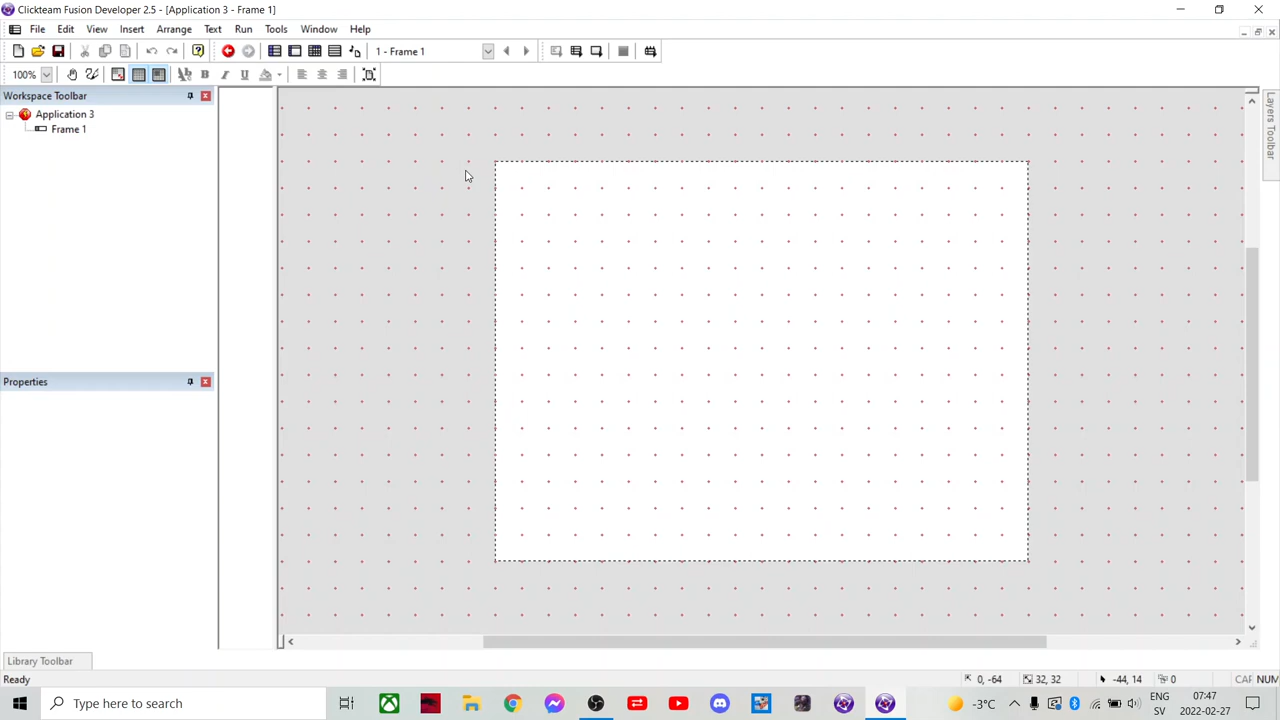 Clickteam Fusion Developer 2.5 - [Application 3 - Frame 1]
File Edit View Insert Arrange Text Run Tools Window Help
1 - Frame 1
100%
B I U
Workspace Toolbar
Application 3
Frame 1
Layers Toolbar
Properties
Library Toolbar
Ready
0, -64 32, 32 -44, 14 0 CAP NUM
Type here to search
-3°C
ENG
SV
07:47
2022-02-27